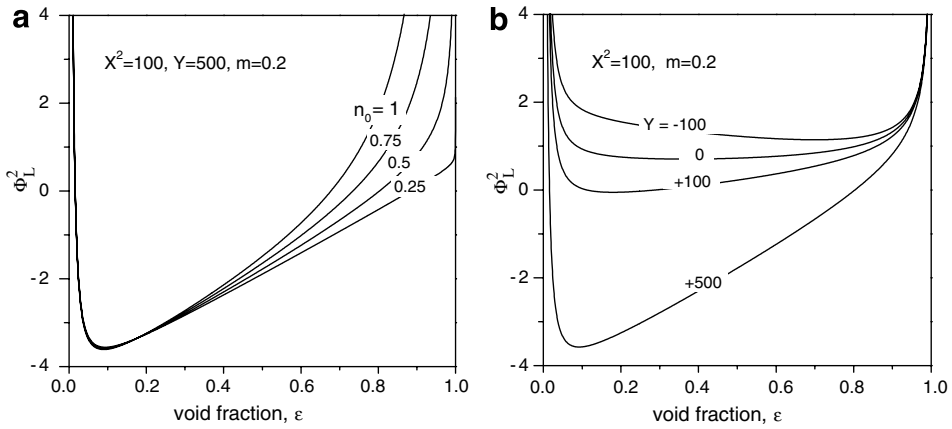 a
4
2
0
-2
-4
Φ²L
X²=100, Y=500, m=0.2
n₀= 1
0.75
0.5
0.25
0.0 0.2 0.4 0.6 0.8 1.0
void fraction, ε
b
4
2
0
-2
-4
Φ²L
X²=100, m=0.2
Y = -100
0
+100
+500
0.0 0.2 0.4 0.6 0.8 1.0
void fraction, ε